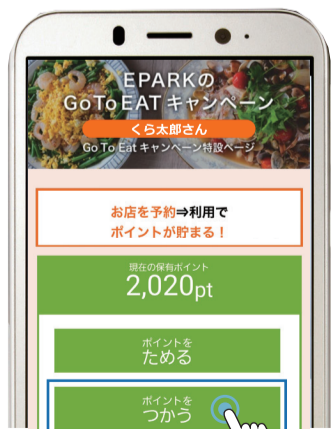 EPARKの
GoToEATキャンペーン
くら太郎さん
Go To Eat キャンペーン特設ページ
お店を予約⇒利用で
ポイントが貯まる！
現在の保有ポイント
2,020pt
ポイントを
ためる
ポイントを
つかう